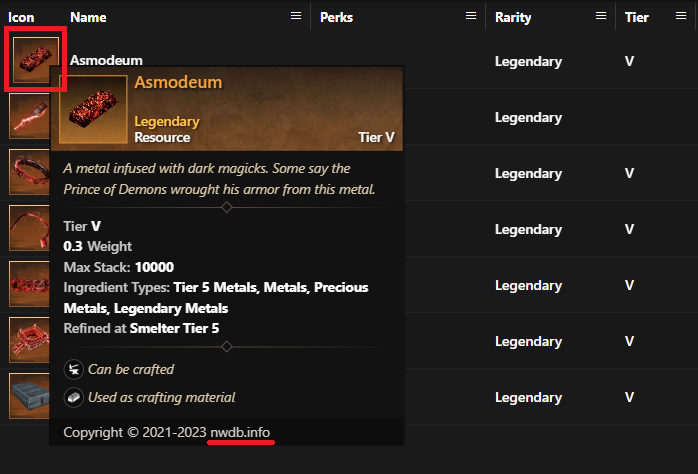 Icon Name Perks Rarity Tier
Asmodeum Legendary V
Asmodeum
Legendary
Resource Tier V
Legendary
A metal infused with dark magicks. Some say the
Prince of Demons wrought his armor from this metal.
Legendary V
Tier V
Legendary V
0.3 Weight
Max Stack: 10000
Ingredient Types: Tier 5 Metals, Metals, Precious
Legendary V
Metals, Legendary Metals
Refined at Smelter Tier 5
Legendary V
Can be crafted
Used as crafting material
Legendary V
Copyright © 2021-2023 nwdb.info